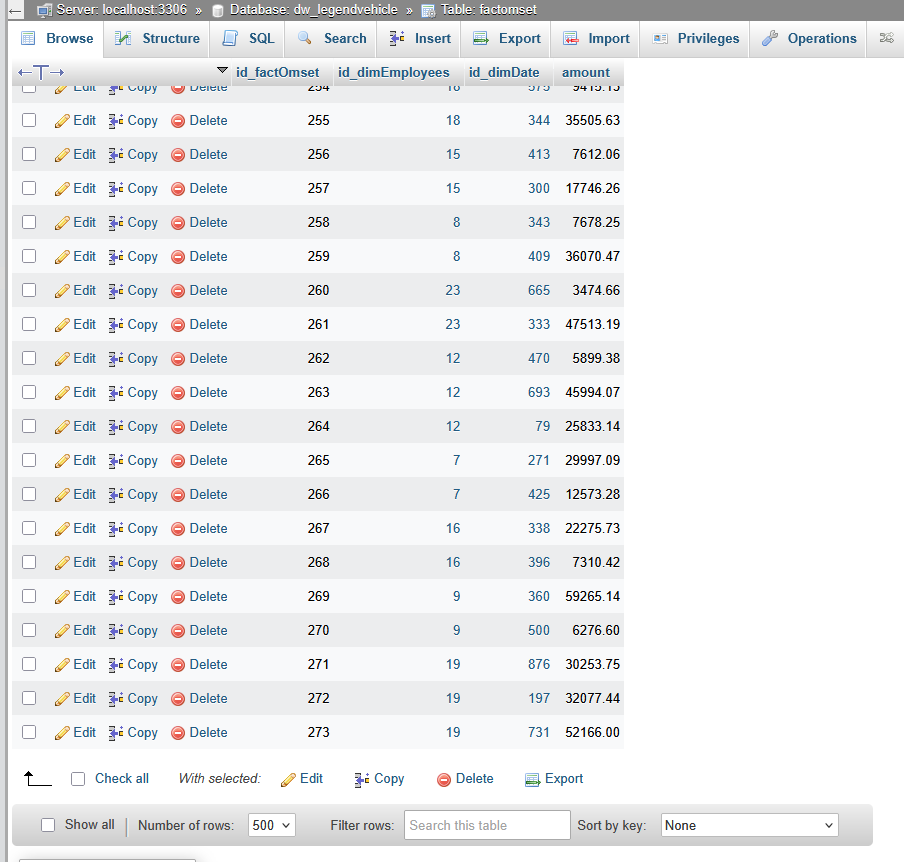 Server: localhost:3306 » Database: dw_legendvehicle » Table: factomset
Browse Structure SQL Search Insert Export Import Privileges Operations
id_factOmset id_dimEmployees id_dimDate amount
Edit Copy Delete 254 18 575 9415.13
Edit Copy Delete 255 18 344 35505.63
Edit Copy Delete 256 15 413 7612.06
Edit Copy Delete 257 15 300 17746.26
Edit Copy Delete 258 8 343 7678.25
Edit Copy Delete 259 8 409 36070.47
Edit Copy Delete 260 23 665 3474.66
Edit Copy Delete 261 23 333 47513.19
Edit Copy Delete 262 12 470 5899.38
Edit Copy Delete 263 12 693 45994.07
Edit Copy Delete 264 12 79 25833.14
Edit Copy Delete 265 7 271 29997.09
Edit Copy Delete 266 7 425 12573.28
Edit Copy Delete 267 16 338 22275.73
Edit Copy Delete 268 16 396 7310.42
Edit Copy Delete 269 9 360 59265.14
Edit Copy Delete 270 9 500 6276.60
Edit Copy Delete 271 19 876 30253.75
Edit Copy Delete 272 19 197 32077.44
Edit Copy Delete 273 19 731 52166.00
Check all With selected: Edit Copy Delete Export
Show all Number of rows: 500 Filter rows: Search this table Sort by key: None